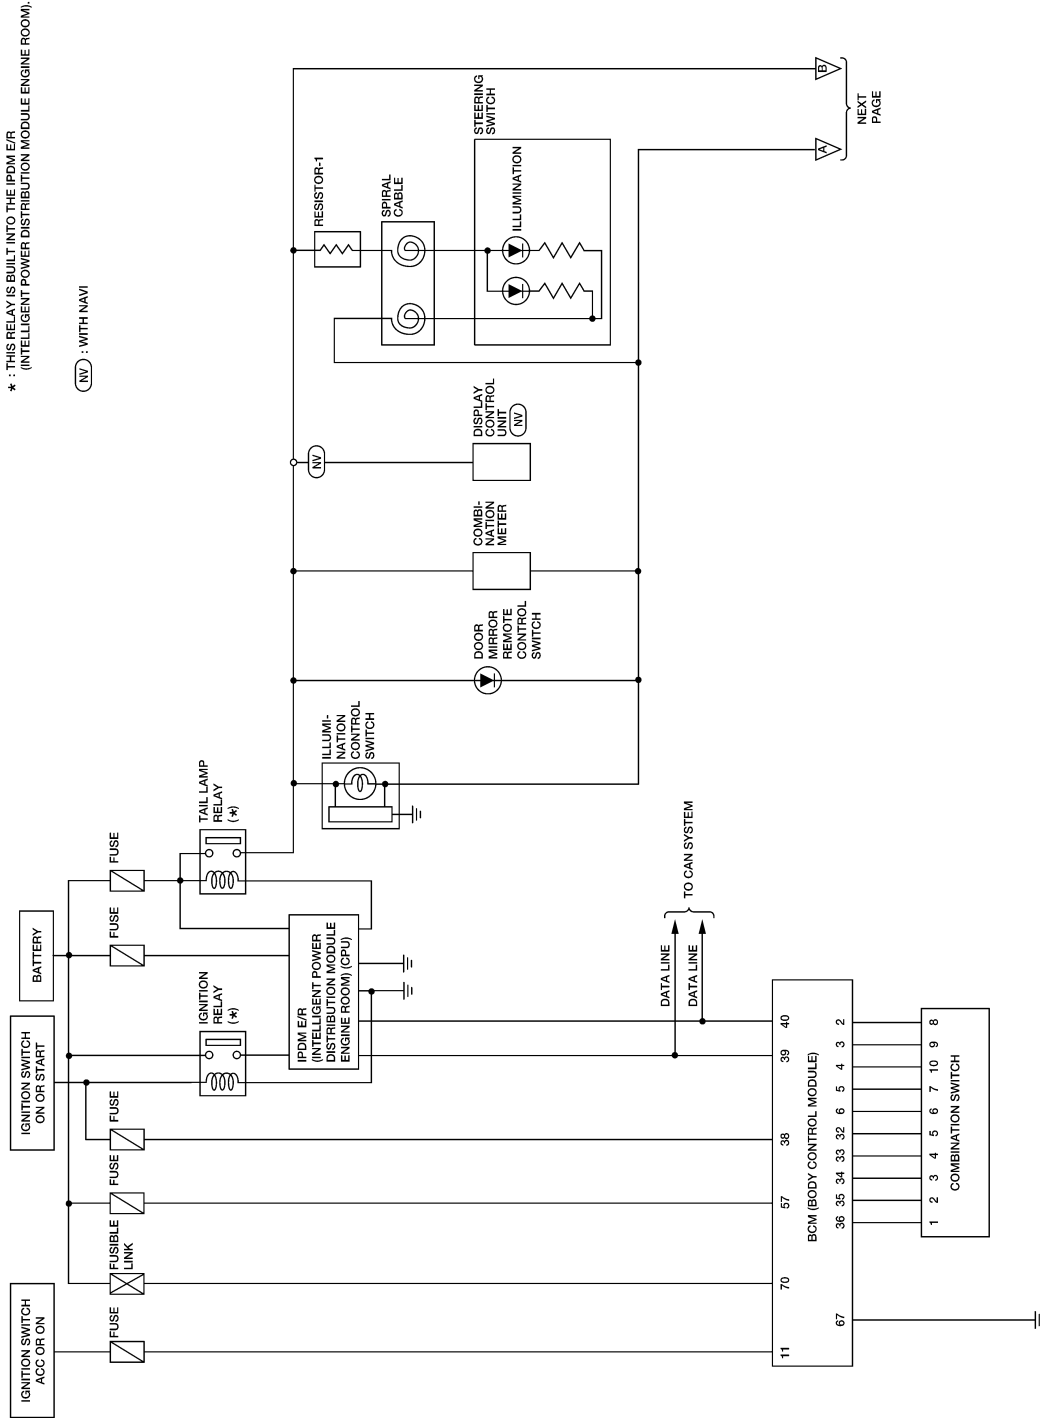 IGNITION SWITCH
ACC OR ON
IGNITION SWITCH
ON OR START
BATTERY
FUSE
FUSIBLE
LINK
FUSE
FUSE
FUSE
FUSE
IGNITION
RELAY
(*)
TAIL LAMP
RELAY
(*)
IPDM E/R
(INTELLIGENT POWER
DISTRIBUTION MODULE
ENGINE ROOM) (CPU)
ILLUMI-
NATION
CONTROL
SWITCH
DOOR
MIRROR
REMOTE
CONTROL
SWITCH
COMBI-
NATION
METER
DISPLAY
CONTROL
UNIT
NV
NV
RESISTOR-1
SPIRAL
CABLE
STEERING
SWITCH
ILLUMINATION
* : THIS RELAY IS BUILT INTO THE IPDM E/R
(INTELLIGENT POWER DISTRIBUTION MODULE ENGINE ROOM).
NV : WITH NAVI
B
A
NEXT
PAGE
DATA LINE
DATA LINE
TO CAN SYSTEM
11 70 57 38 39 40
BCM (BODY CONTROL MODULE)
67 36 35 34 33 32 6 5 4 3 2
1 2 3 4 5 6 7 10 9 8
COMBINATION SWITCH